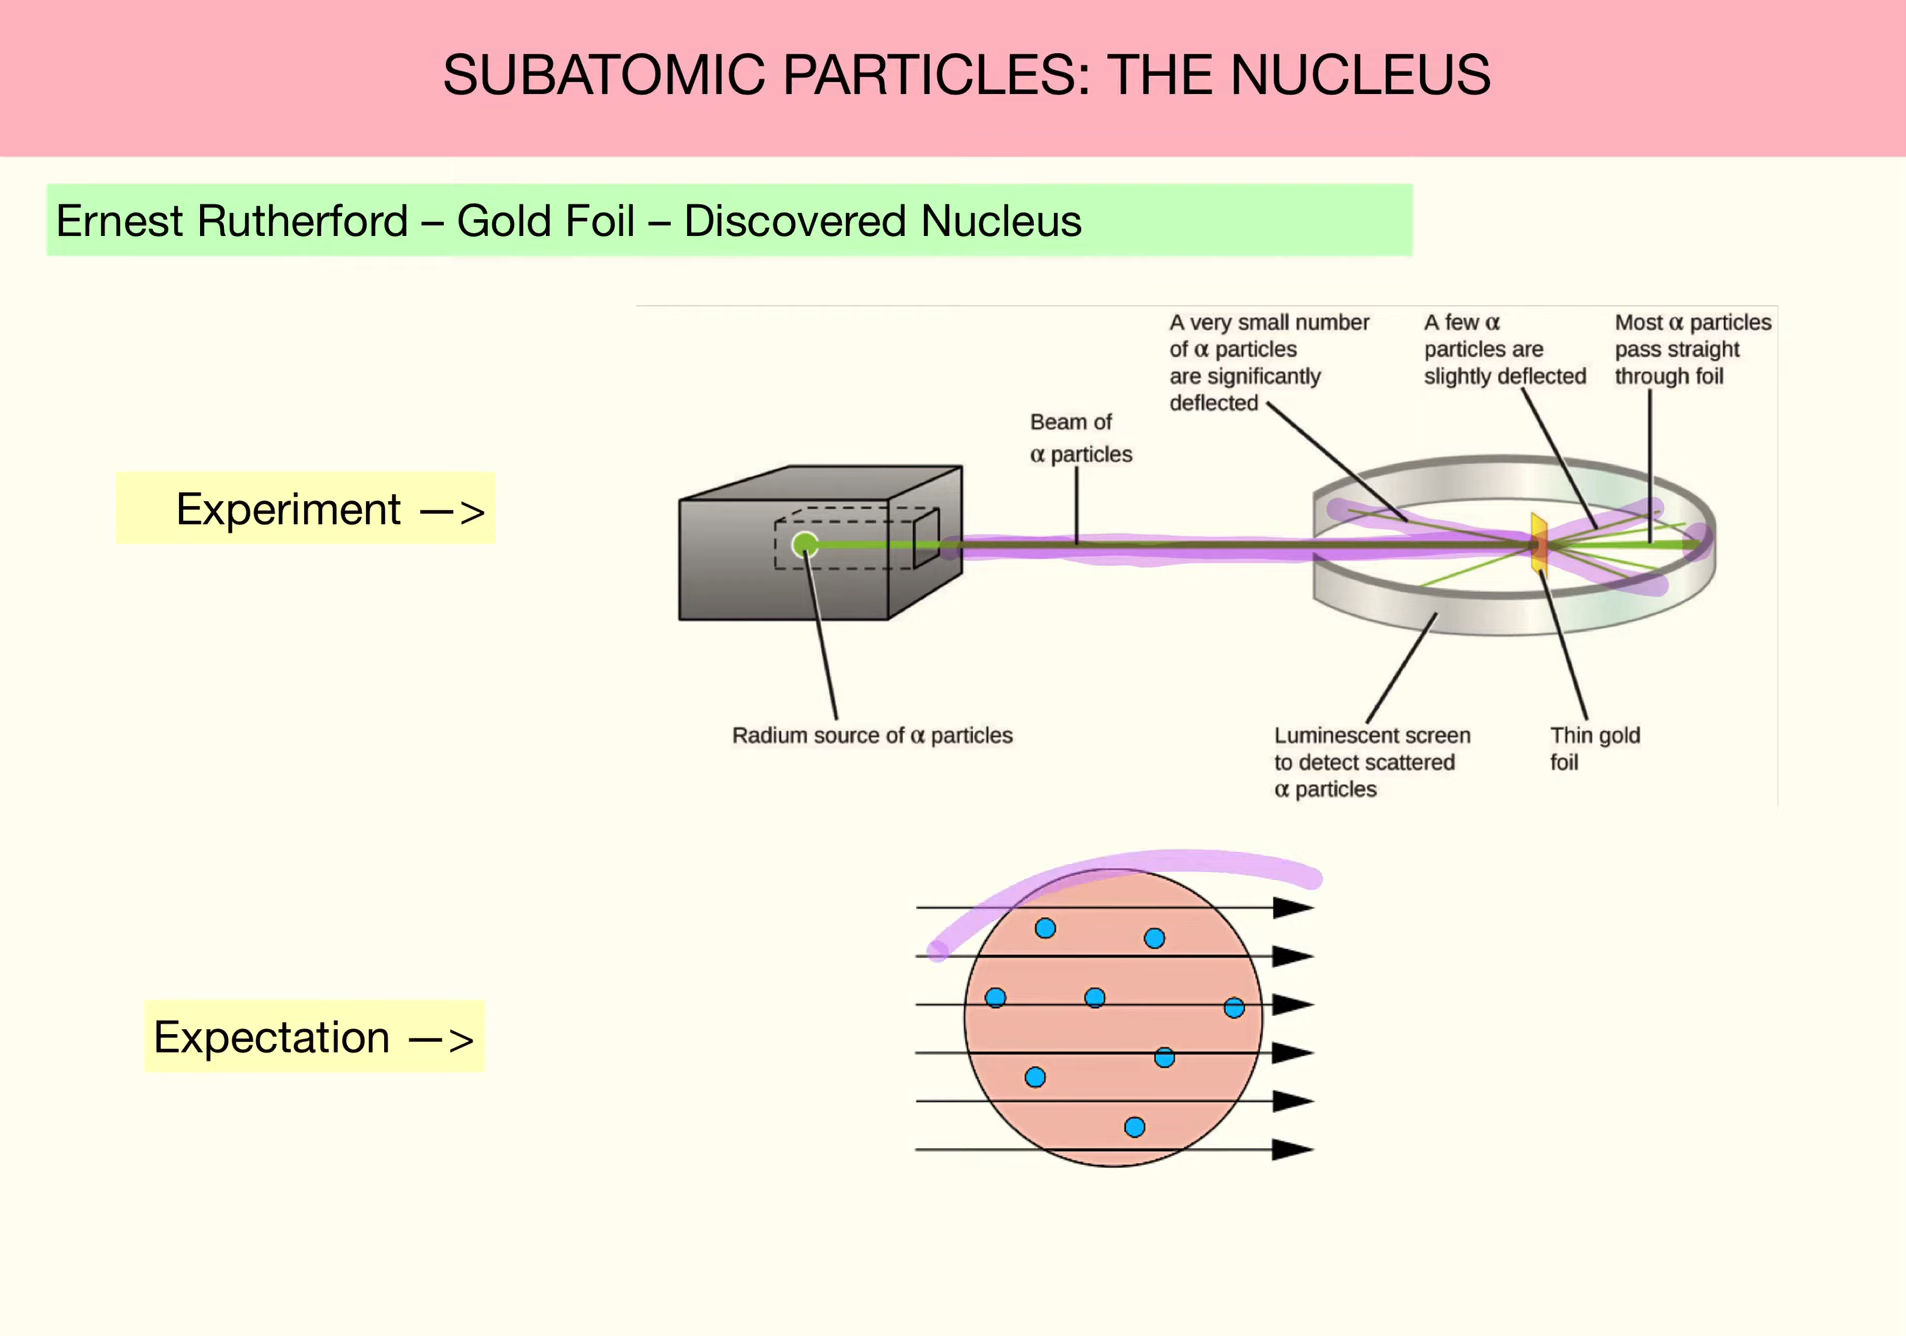 SUBATOMIC PARTICLES: THE NUCLEUS
Ernest Rutherford – Gold Foil – Discovered Nucleus
A very small number
of α particles
are significantly
deflected
A few α
particles are
slightly deflected
Most α particles
pass straight
through foil
Beam of
α particles
Experiment —>
Radium source of α particles
Luminescent screen
to detect scattered
α particles
Thin gold
foil
Expectation —>